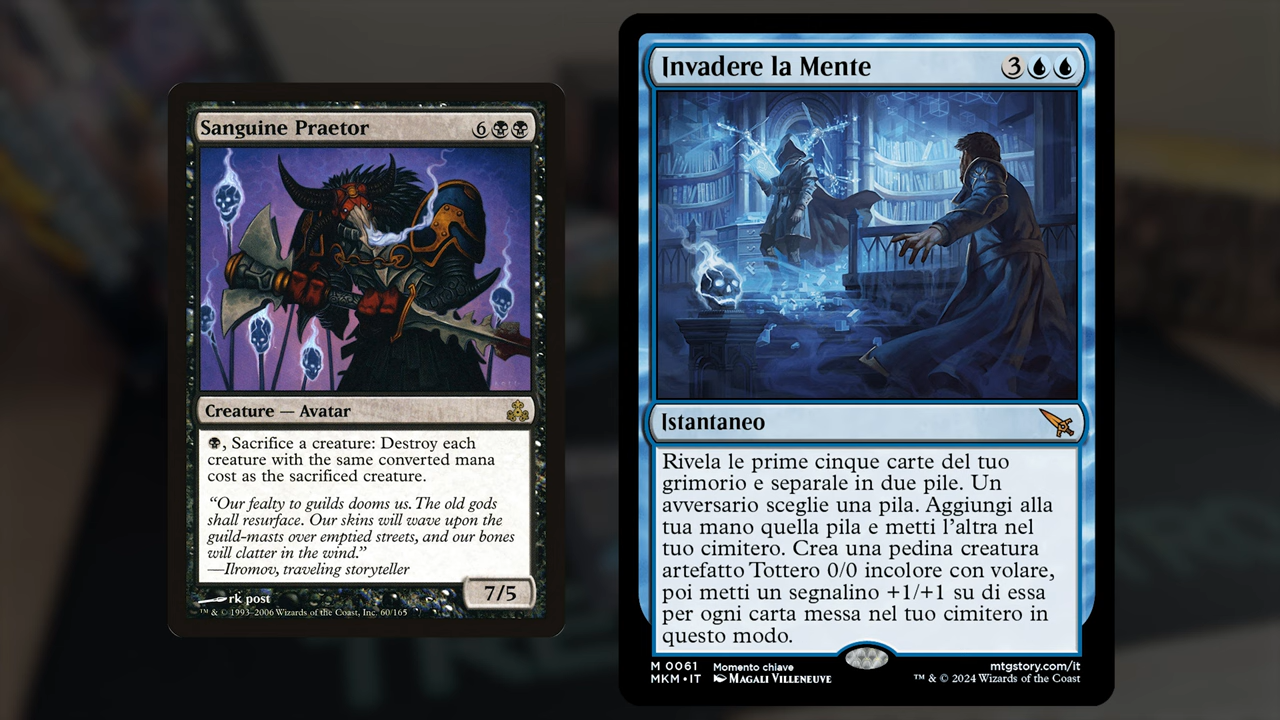 Sanguine Praetor
6
Creature — Avatar
, Sacrifice a creature: Destroy each
creature with the same converted mana
cost as the sacrificed creature.
“Our fealty to guilds dooms us. The old gods
shall resurface. Our skins will wave upon the
guild-masts over emptied streets, and our bones
will clatter in the wind.”
—Ilromov, traveling storyteller
7/5
rk post
™ & © 1993–2006 Wizards of the Coast, Inc. 60/165
Invadere la Mente
3
Istantaneo
Rivela le prime cinque carte del tuo
grimorio e separale in due pile. Un
avversario sceglie una pila. Aggiungi alla
tua mano quella pila e metti l’altra nel
tuo cimitero. Crea una pedina creatura
artefatto Tottero 0/0 incolore con volare,
poi metti un segnalino +1/+1 su di essa
per ogni carta messa nel tuo cimitero in
questo modo.
M 0061 Momento chiave mtgstory.com/it
MKM • IT Magali Villeneuve ™ & © 2024 Wizards of the Coast